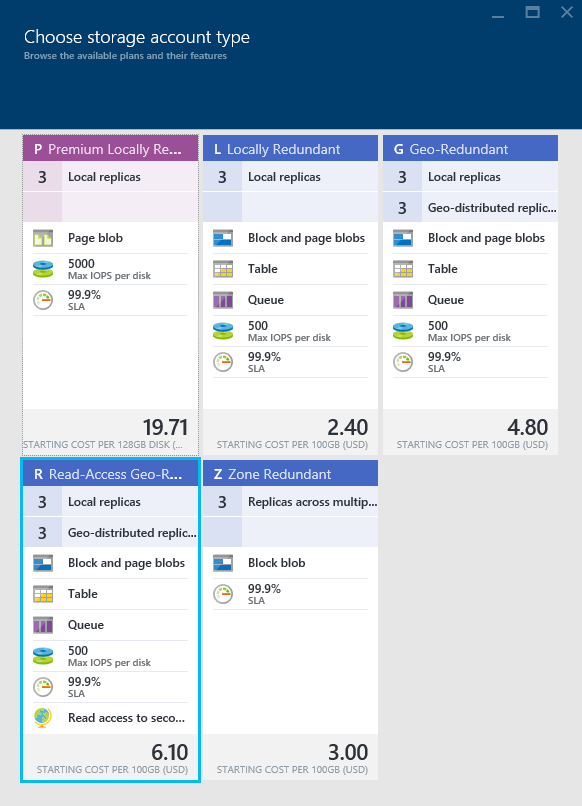 Choose storage account type
Browse the available plans and their features
P Premium Locally Re...
3 Local replicas
Page blob
5000
Max IOPS per disk
99.9%
SLA
19.71
STARTING COST PER 128GB DISK (...
L Locally Redundant
3 Local replicas
Block and page blobs
Table
Queue
500
Max IOPS per disk
99.9%
SLA
2.40
STARTING COST PER 100GB (USD)
G Geo-Redundant
3 Local replicas
3 Geo-distributed replic...
Block and page blobs
Table
Queue
500
Max IOPS per disk
99.9%
SLA
4.80
STARTING COST PER 100GB (USD)
R Read-Access Geo-R...
3 Local replicas
3 Geo-distributed replic...
Block and page blobs
Table
Queue
500
Max IOPS per disk
99.9%
SLA
Read access to seco...
6.10
STARTING COST PER 100GB (USD)
Z Zone Redundant
3 Replicas across multip...
Block blob
99.9%
SLA
3.00
STARTING COST PER 100GB (USD)